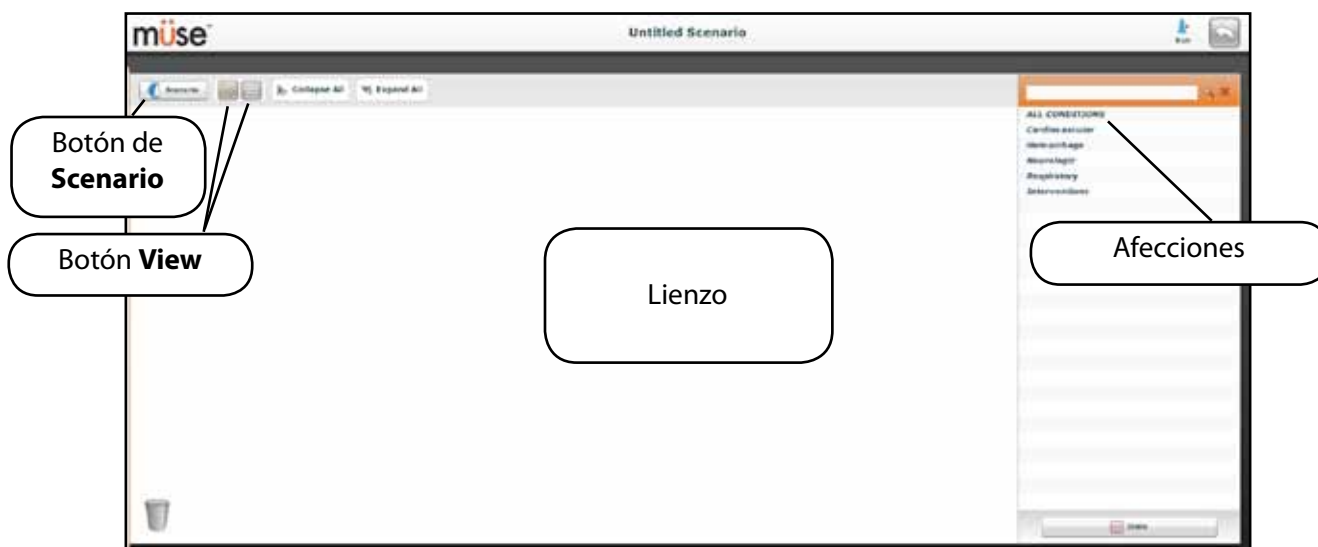 müse™
Untitled Scenario
Scenario
Collapse All
Expand All
ALL CONDITIONS
Cardiovascular
Hemorrhage
Neurologic
Respiratory
Interventions
Botón de
Scenario
Botón View
Lienzo
Afecciones